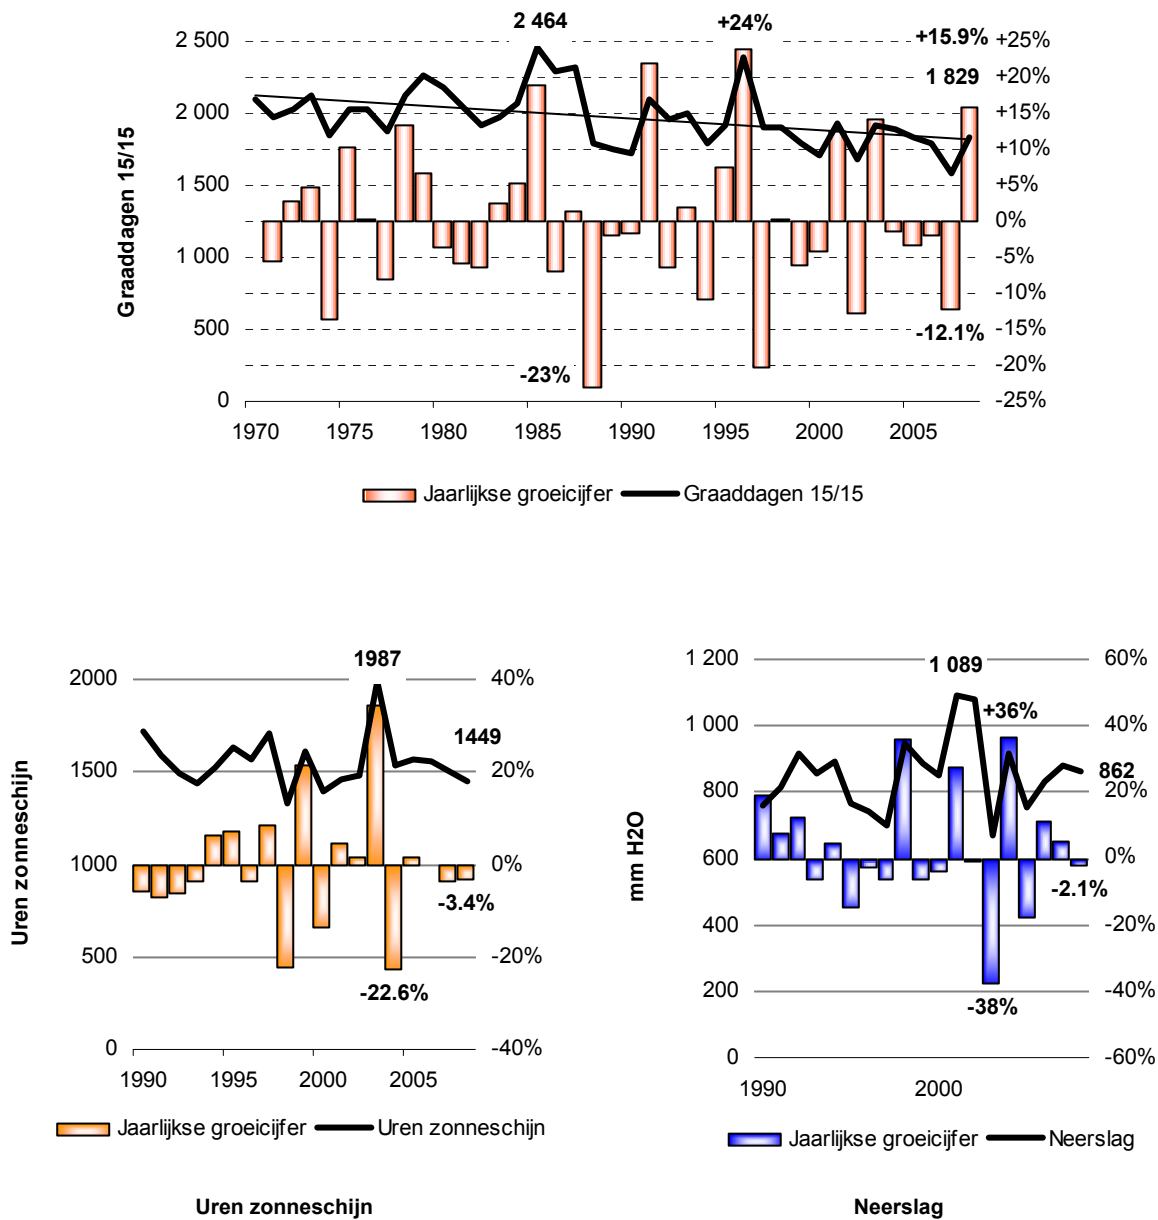 2 464 +24%
2 500 +15.9% +25%
1 829 +20%
2 000 +15%
+10%
1 500 +5%
0%
1 000 -5%
-10%
500 -12.1% -15%
-23% -20%
0 -25%
Graaddagen 15/15
1970 1975 1980 1985 1990 1995 2000 2005
Jaarlijkse groeicijfer Graaddagen 15/15
1987
2000 40%
1449
1500 20%
1000 0%
-3.4%
500 -20%
-22.6%
0 -40%
Uren zonneschijn
1990 1995 2000 2005
Jaarlijkse groeicijfer Uren zonneschijn
Uren zonneschijn
1 200 60%
1 089
+36%
1 000 40%
862
800 20%
600 0%
-2.1%
400 -20%
200 -40%
-38%
0 -60%
mm H2O
1990 2000
Jaarlijkse groeicijfer Neerslag
Neerslag